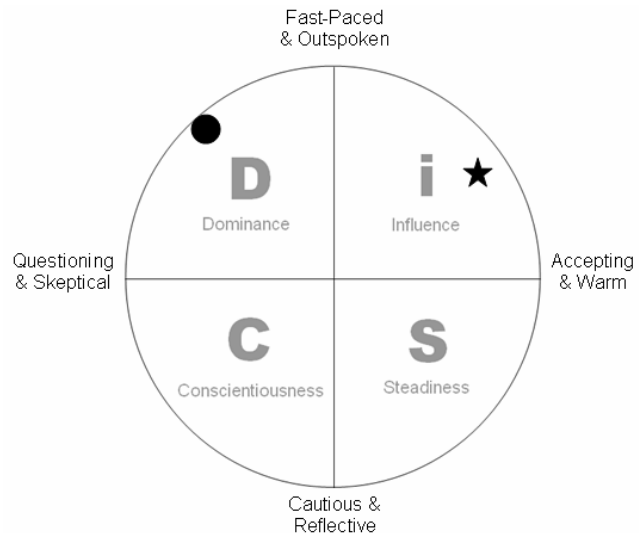 Fast-Paced
& Outspoken
D
i
Dominance
Influence
Questioning
& Skeptical
Accepting
& Warm
C
S
Conscientiousness
Steadiness
Cautious &
Reflective